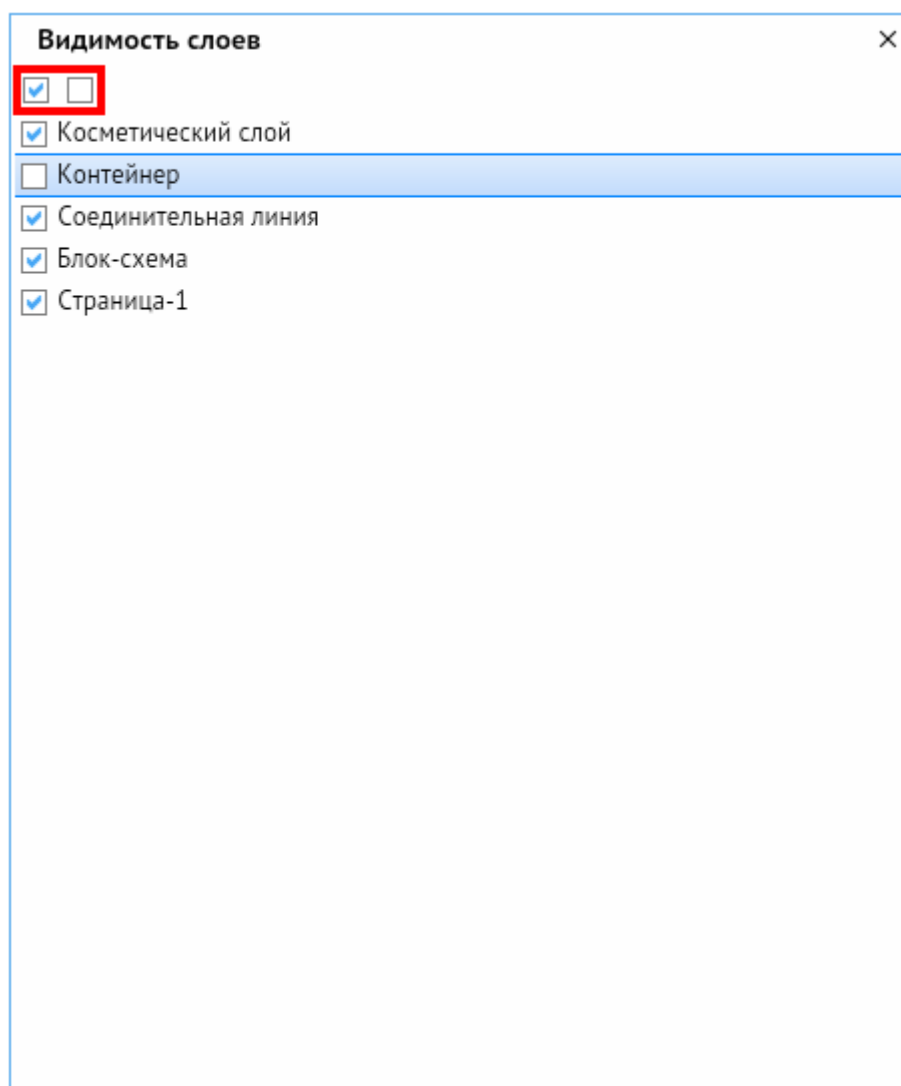 Видимость слоев
Косметический слой
Контейнер
Соединительная линия
Блок-схема
Страница-1